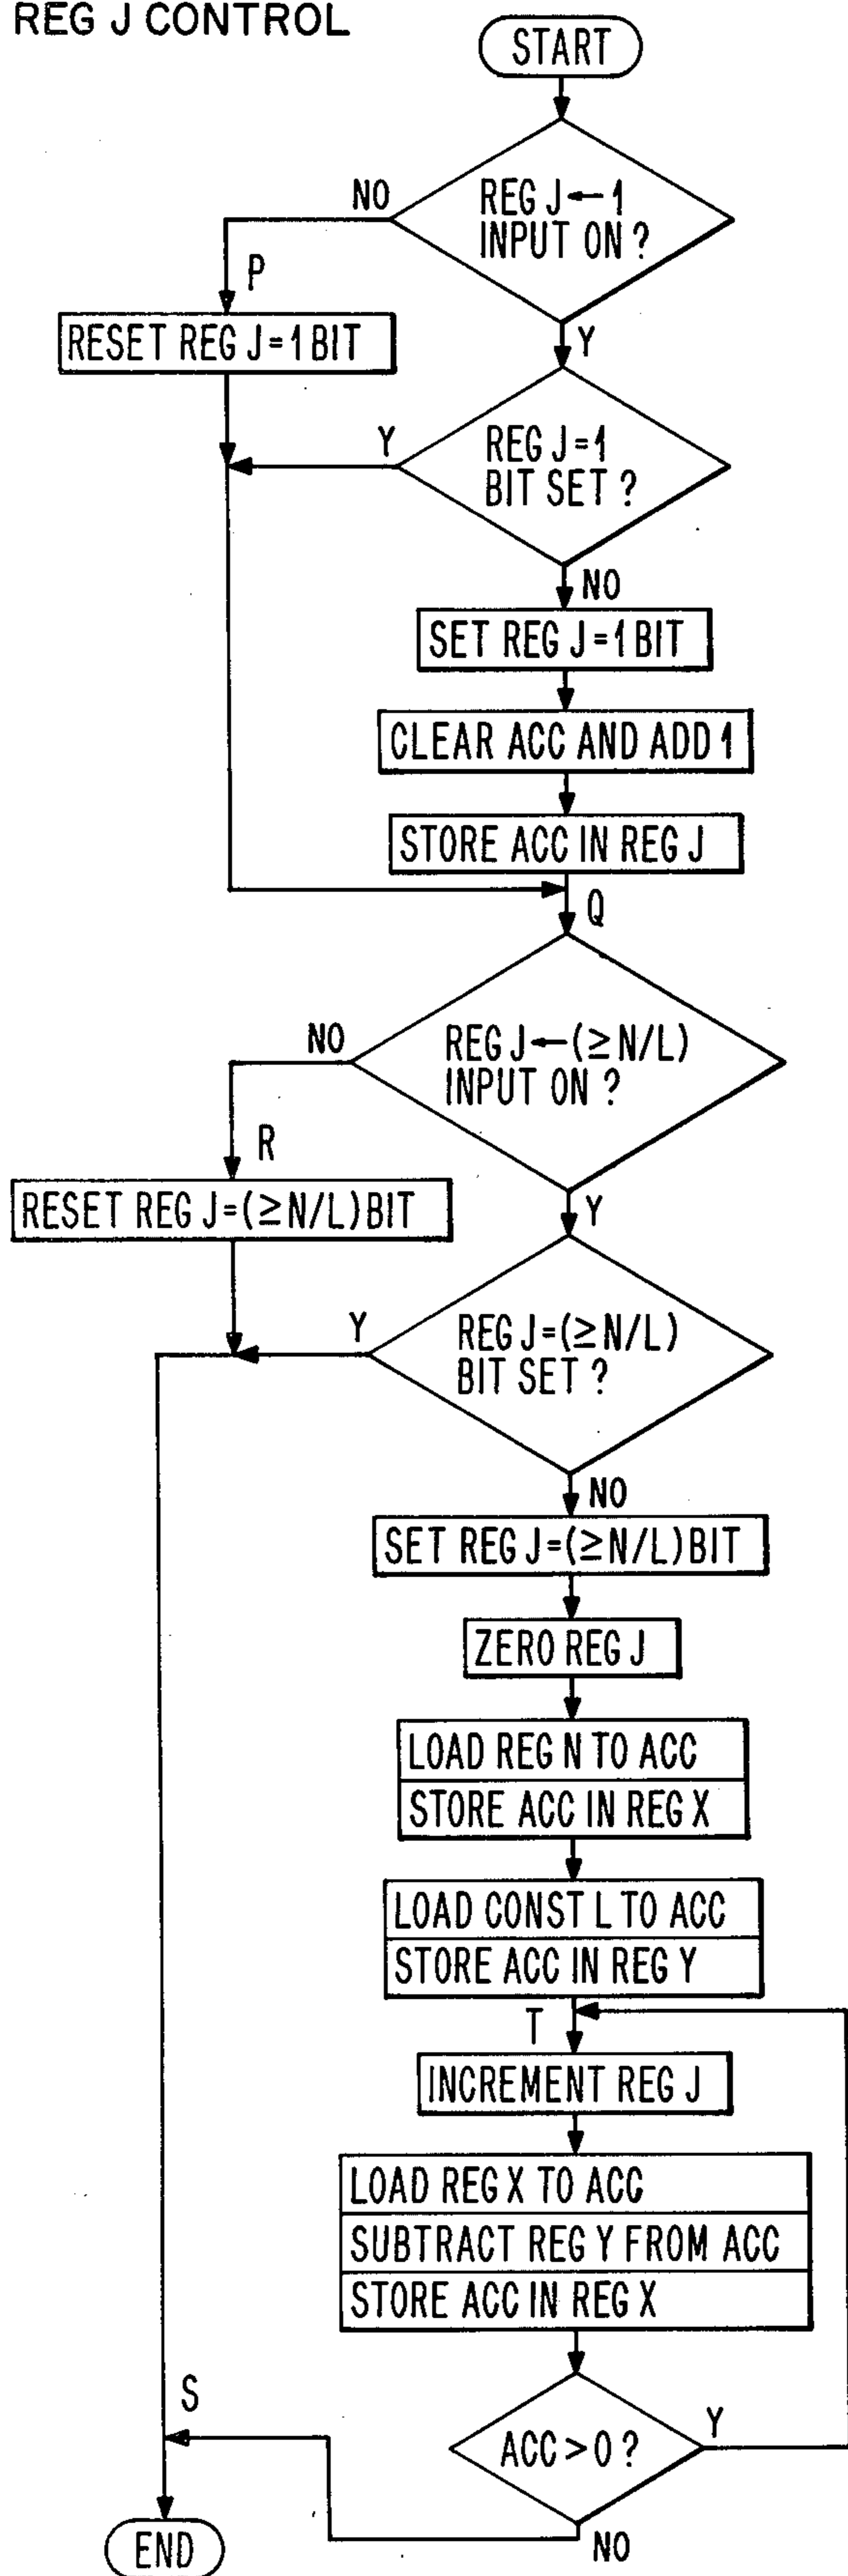 REG J CONTROL
START
REG J←1
INPUT ON ?
NO
P
Y
RESET REG J=1 BIT
REG J=1
BIT SET ?
Y
NO
SET REG J=1 BIT
CLEAR ACC AND ADD 1
STORE ACC IN REG J
Q
REG J←(≥N/L)
INPUT ON ?
NO
R
Y
RESET REG J=(≥N/L) BIT
REG J=(≥N/L)
BIT SET ?
Y
NO
SET REG J=(≥N/L) BIT
ZERO REG J
LOAD REG N TO ACC
STORE ACC IN REG X
LOAD CONST L TO ACC
STORE ACC IN REG Y
T
INCREMENT REG J
LOAD REG X TO ACC
SUBTRACT REG Y FROM ACC
STORE ACC IN REG X
S
ACC > 0 ?
Y
NO
END